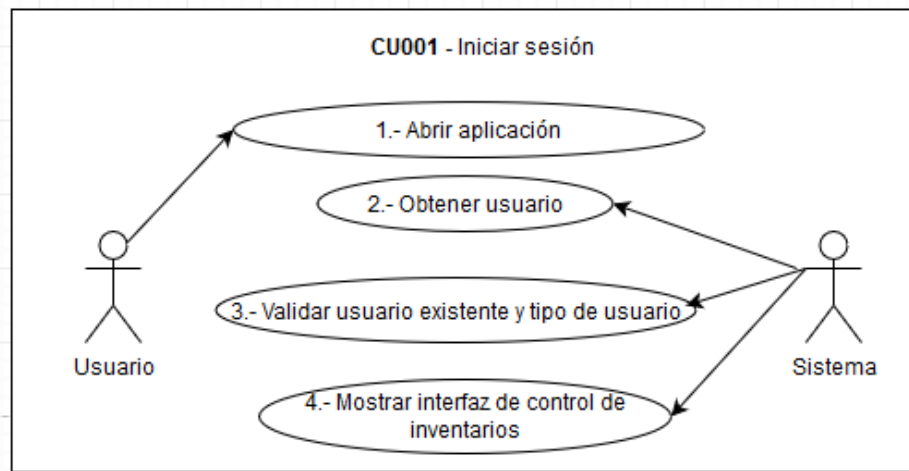 CU001 - Iniciar sesión
1.- Abrir aplicación
2.- Obtener usuario
3.- Validar usuario existente y tipo de usuario
Usuario
Sistema
4.- Mostrar interfaz de control de
inventarios